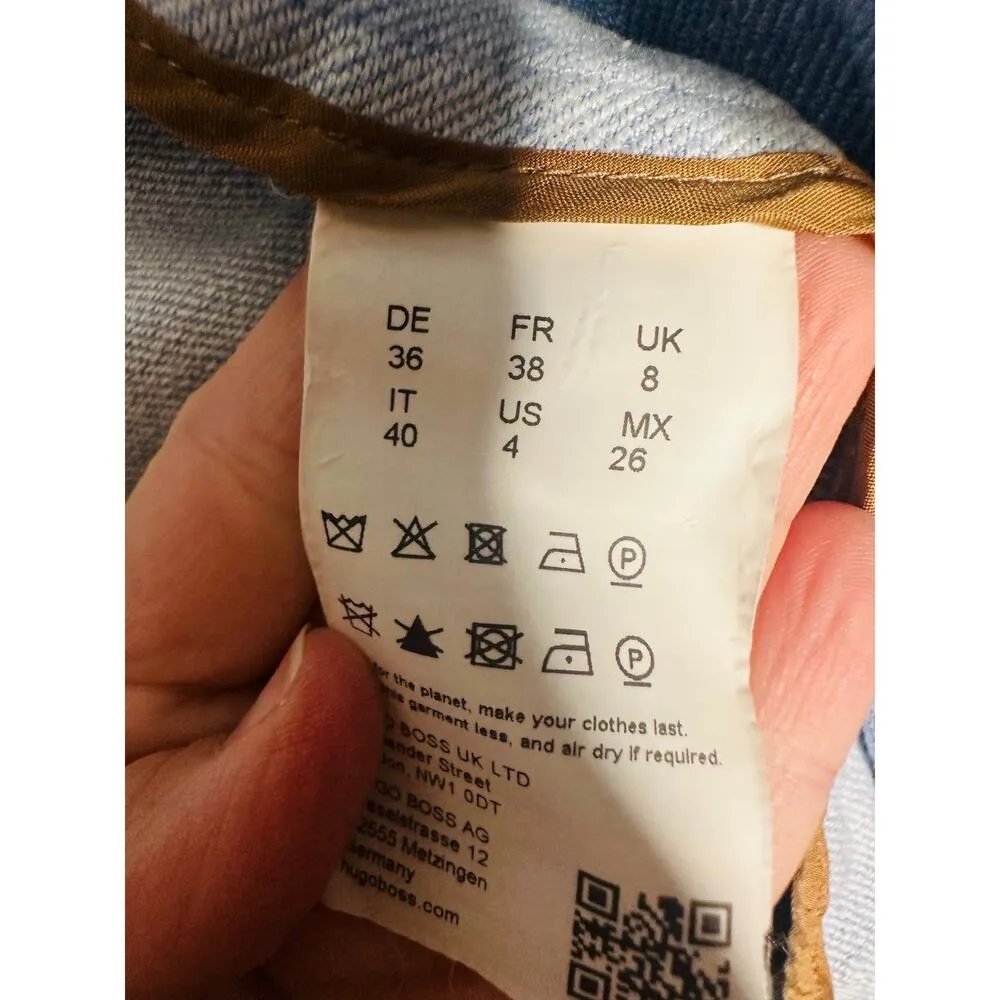 DE FR UK
36 38 8
IT US MX
40 4 26
P
P
the planet, make your clothes last.
garment less, and air dry if required.
BOSS UK LTD
Street
NW1 0DT
BOSS AG
12
Metzingen
hugoboss.com